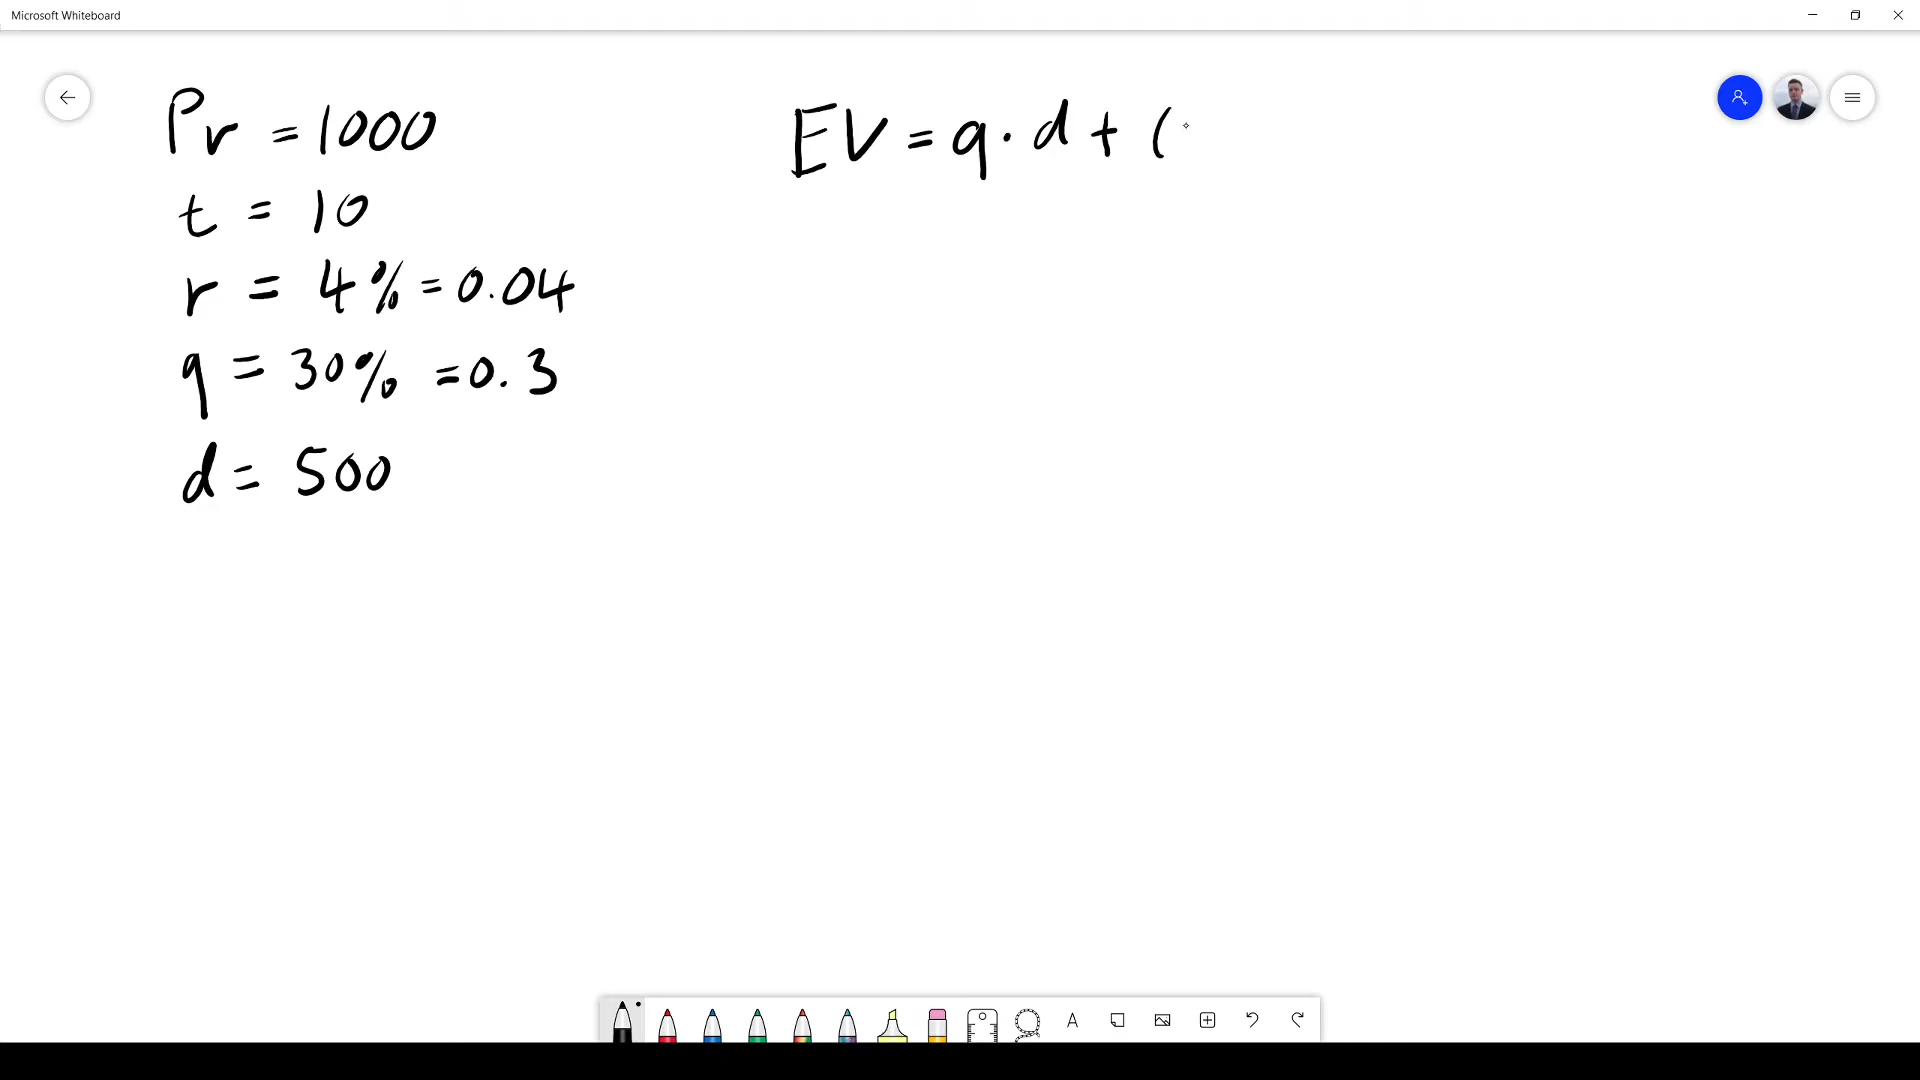 Microsoft Whiteboard
Pr = 1000
EV = q · d + (
t = 10
r = 4% = 0.04
q = 30% = 0.3
d = 500
A